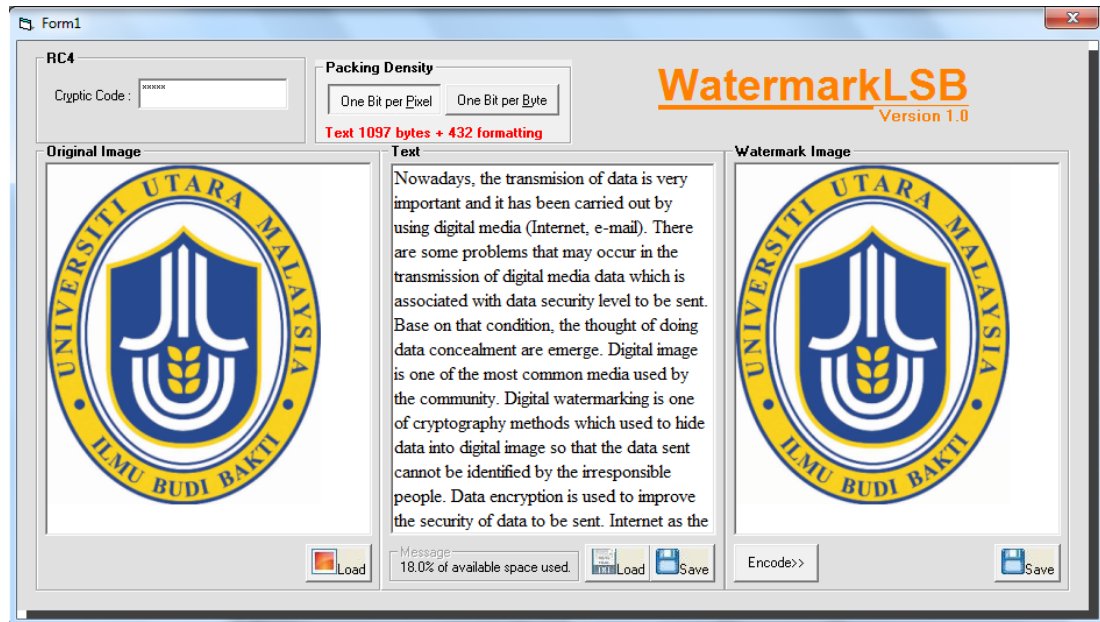 Form1
RC4
Cryptic Code :
xxxxx
Packing Density
One Bit per Pixel
One Bit per Byte
Text 1097 bytes + 432 formatting
WatermarkLSB
Version 1.0
Original Image
UNIVERSITI UTARA MALAYSIA
ILMU BUDI BAKTI
Load
Text
Nowadays, the transmision of data is very
important and it has been carried out by
using digital media (Internet, e-mail). There
are some problems that may occur in the
transmission of digital media data which is
associated with data security level to be sent.
Base on that condition, the thought of doing
data concealment are emerge. Digital image
is one of the most common media used by
the community. Digital watermarking is one
of cryptography methods which used to hide
data into digital image so that the data sent
cannot be identified by the irresponsible
people. Data encryption is used to improve
the security of data to be sent. Internet as the
Message
18.0% of available space used.
Load
Save
Watermark Image
UNIVERSITI UTARA MALAYSIA
ILMU BUDI BAKTI
Encode>>
Save